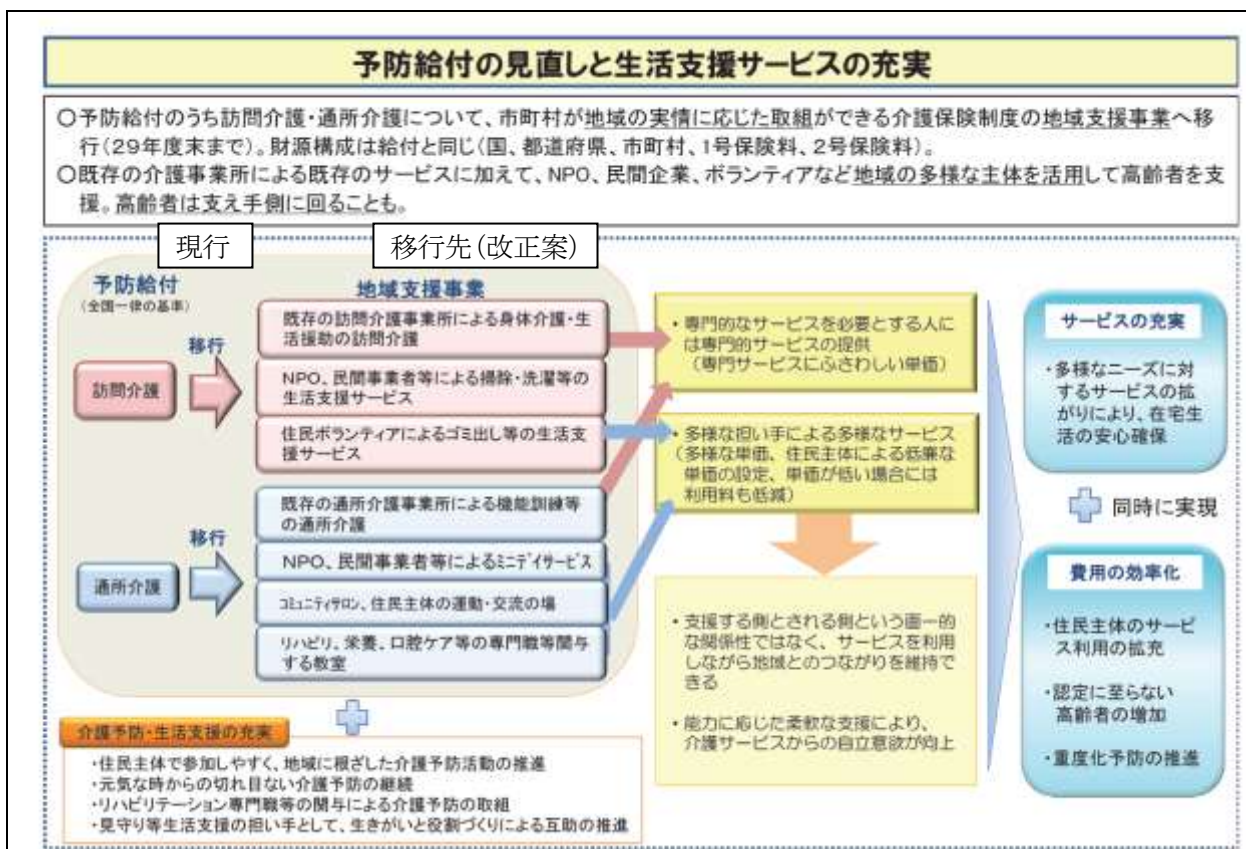 予防給付の見直しと生活支援サービスの充実
○予防給付のうち訪問介護・通所介護について、市町村が地域の実情に応じた取組ができる介護保険制度の地域支援事業へ移
行(29年度末まで)。財源構成は給付と同じ(国、都道府県、市町村、1号保険料、2号保険料)。
○既存の介護事業所による既存のサービスに加えて、NPO、民間企業、ボランティアなど地域の多様な主体を活用して高齢者を支
援。高齢者は支え手側に回ることも。
現行
移行先(改正案)
予防給付
(全国一律の基準)
地域支援事業
移行
訪問介護
既存の訪問介護事業所による身体介護・生
活援助の訪問介護
NPO、民間事業者等による掃除・洗濯等の
生活支援サービス
住民ボランティアによるゴミ出し等の生活支
援サービス
移行
通所介護
既存の通所介護事業所による機能訓練等
の通所介護
NPO、民間事業者等によるミニデイサービス
コミュニティサロン、住民主体の運動・交流の場
リハビリ、栄養、口腔ケア等の専門職等関与
する教室
介護予防・生活支援の充実
・住民主体で参加しやすく、地域に根ざした介護予防活動の推進
・元気な時からの切れ目ない介護予防の継続
・リハビリテーション専門職等の関与による介護予防の取組
・見守り等生活支援の担い手として、生きがいと役割づくりによる互助の推進
・専門的なサービスを必要とする人に
は専門的サービスの提供
(専門サービスにふさわしい単価)
・多様な担い手による多様なサービス
(多様な単価、住民主体による低廉な
単価の設定、単価が低い場合には
利用料も低減)
・支援する側とされる側という画一的
な関係性ではなく、サービスを利用
しながら地域とのつながりを維持で
きる
・能力に応じた柔軟な支援により、
介護サービスからの自立意欲が向上
サービスの充実
・多様なニーズに対
するサービスの拡
がりにより、在宅生
活の安心確保
同時に実現
費用の効率化
・住民主体のサービ
ス利用の拡充
・認定に至らない
高齢者の増加
・重度化予防の推進